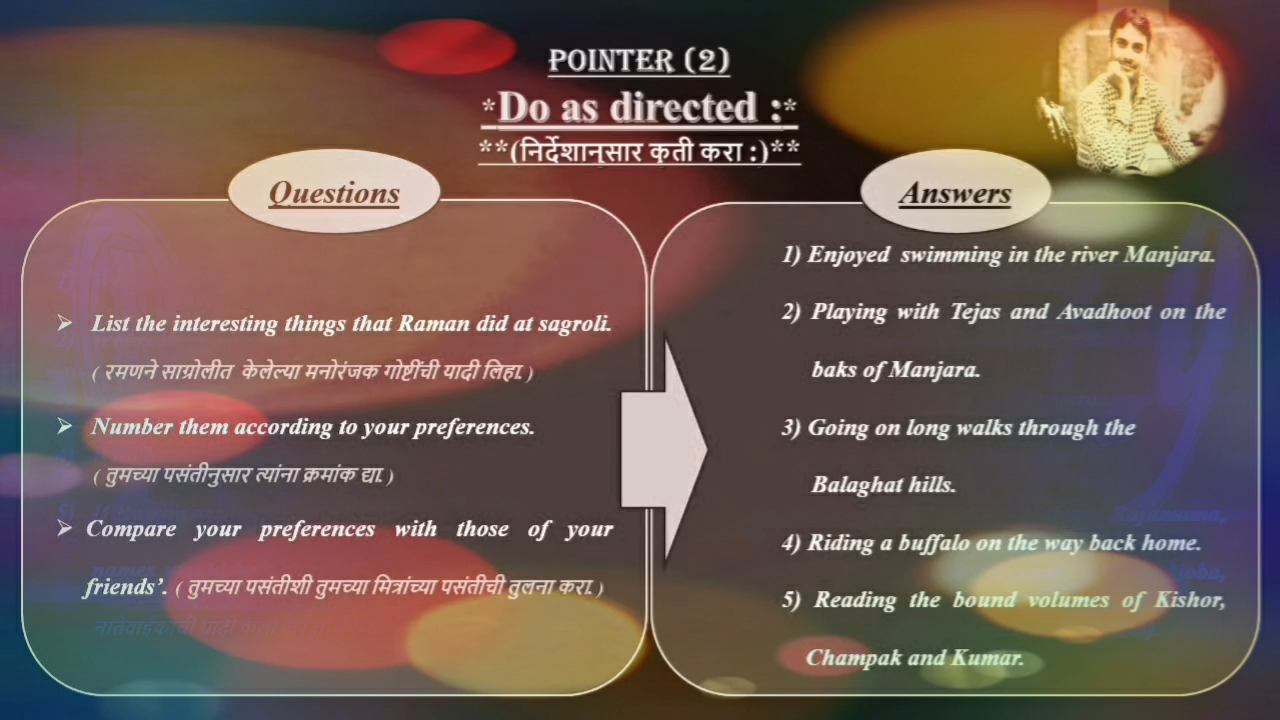 POINTER (2)
*Do as directed :*
**(निर्देशानुसार कृती करा :)**
Questions
➢ List the interesting things that Raman did at sagroli.
( रमणने साग्रोलीत केलेल्या मनोरंजक गोष्टींची यादी लिहा. )
➢ Number them according to your preferences.
( तुमच्या पसंतीनुसार त्यांना क्रमांक द्या. )
➢ Compare your preferences with those of your
friends’. ( तुमच्या पसंतीशी तुमच्या मित्रांच्या पसंतीची तुलना करा. )
Answers
1) Enjoyed swimming in the river Manjara.
2) Playing with Tejas and Avadhoot on the
baks of Manjara.
3) Going on long walks through the
Balaghat hills.
4) Riding a buffalo on the way back home.
5) Reading the bound volumes of Kishor,
Champak and Kumar.